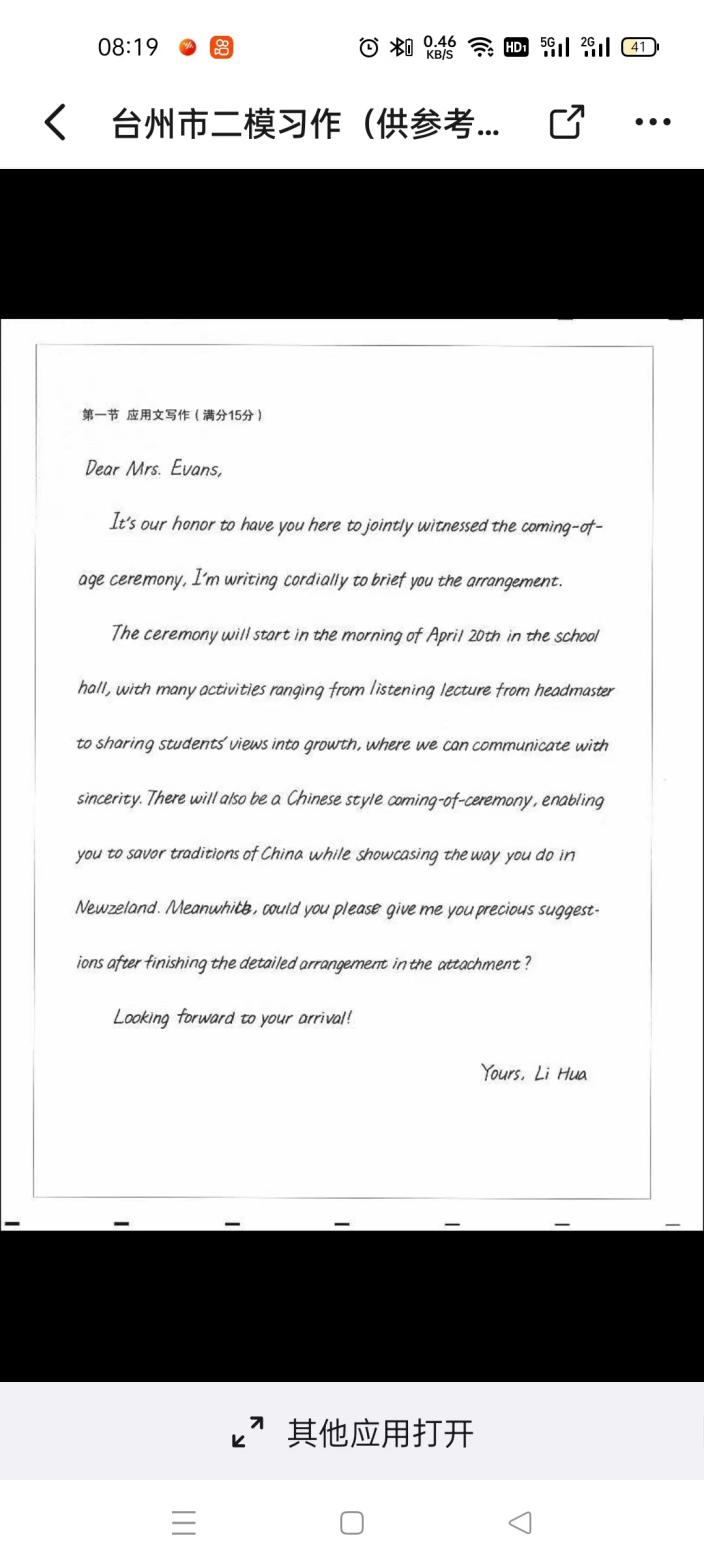 08:19
0.46 KB/S HD1 5G 2G 41
台州市二模习作（供参考...
第一节 应用文写作（满分15分）
Dear Mrs. Evans,
It's our honor to have you here to jointly witnessed the coming-of-
age ceremony, I'm writing cordially to brief you the arrangement.
The ceremony will start in the morning of April 20th in the school
hall, with many activities ranging from listening lecture from headmaster
to sharing students' views into growth, where we can communicate with
sincerity. There will also be a Chinese style coming-of-ceremony, enabling
you to savor traditions of China while showcasing the way you do in
Newzeland. , could you please give me you precious suggest-
ions after finishing the detailed arrangement in the attachment?
Looking forward to your arrival!
Yours, Li Hua
其他应用打开